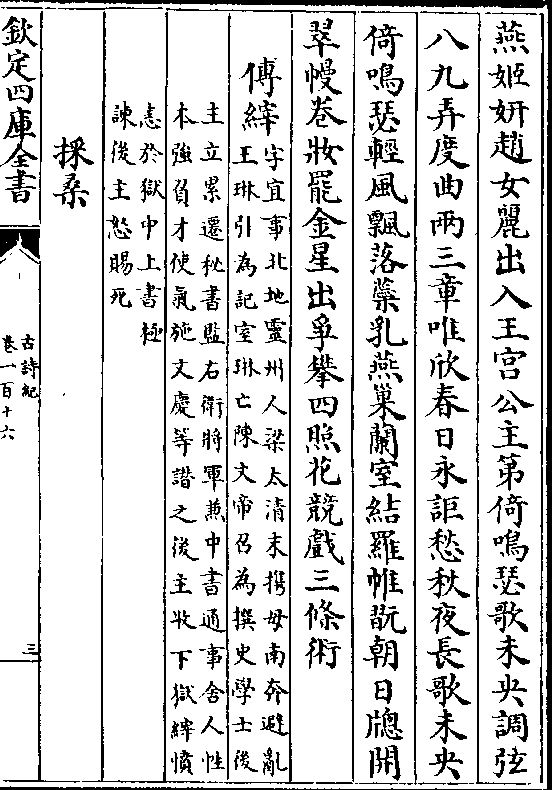 燕姬妍趙女麗出入王宮公主第倚鳴瑟歌未央調弦
八九弄度曲兩三章唯欣春日永詎愁秋夜長歌未央
倚鳴瑟輕風飄落蘂乳燕巢蘭室結羅帷翫朝日牕開
翠幔卷妝罷金星出爭攀四照花競戲三條術
傅縡
字宜事北地靈州人梁太清末攜母南奔避亂
王琳引為記室琳亡陳文帝召為撰史學士後
主立累遷秘書監右衛將軍兼中書通事舍人性
木強負才使氣施文慶等譖之後主收下獄縡憤
恚於獄中上書極
諫後主怒賜死
採桑
欽定四庫全書
古詩紀
卷一百十六
三